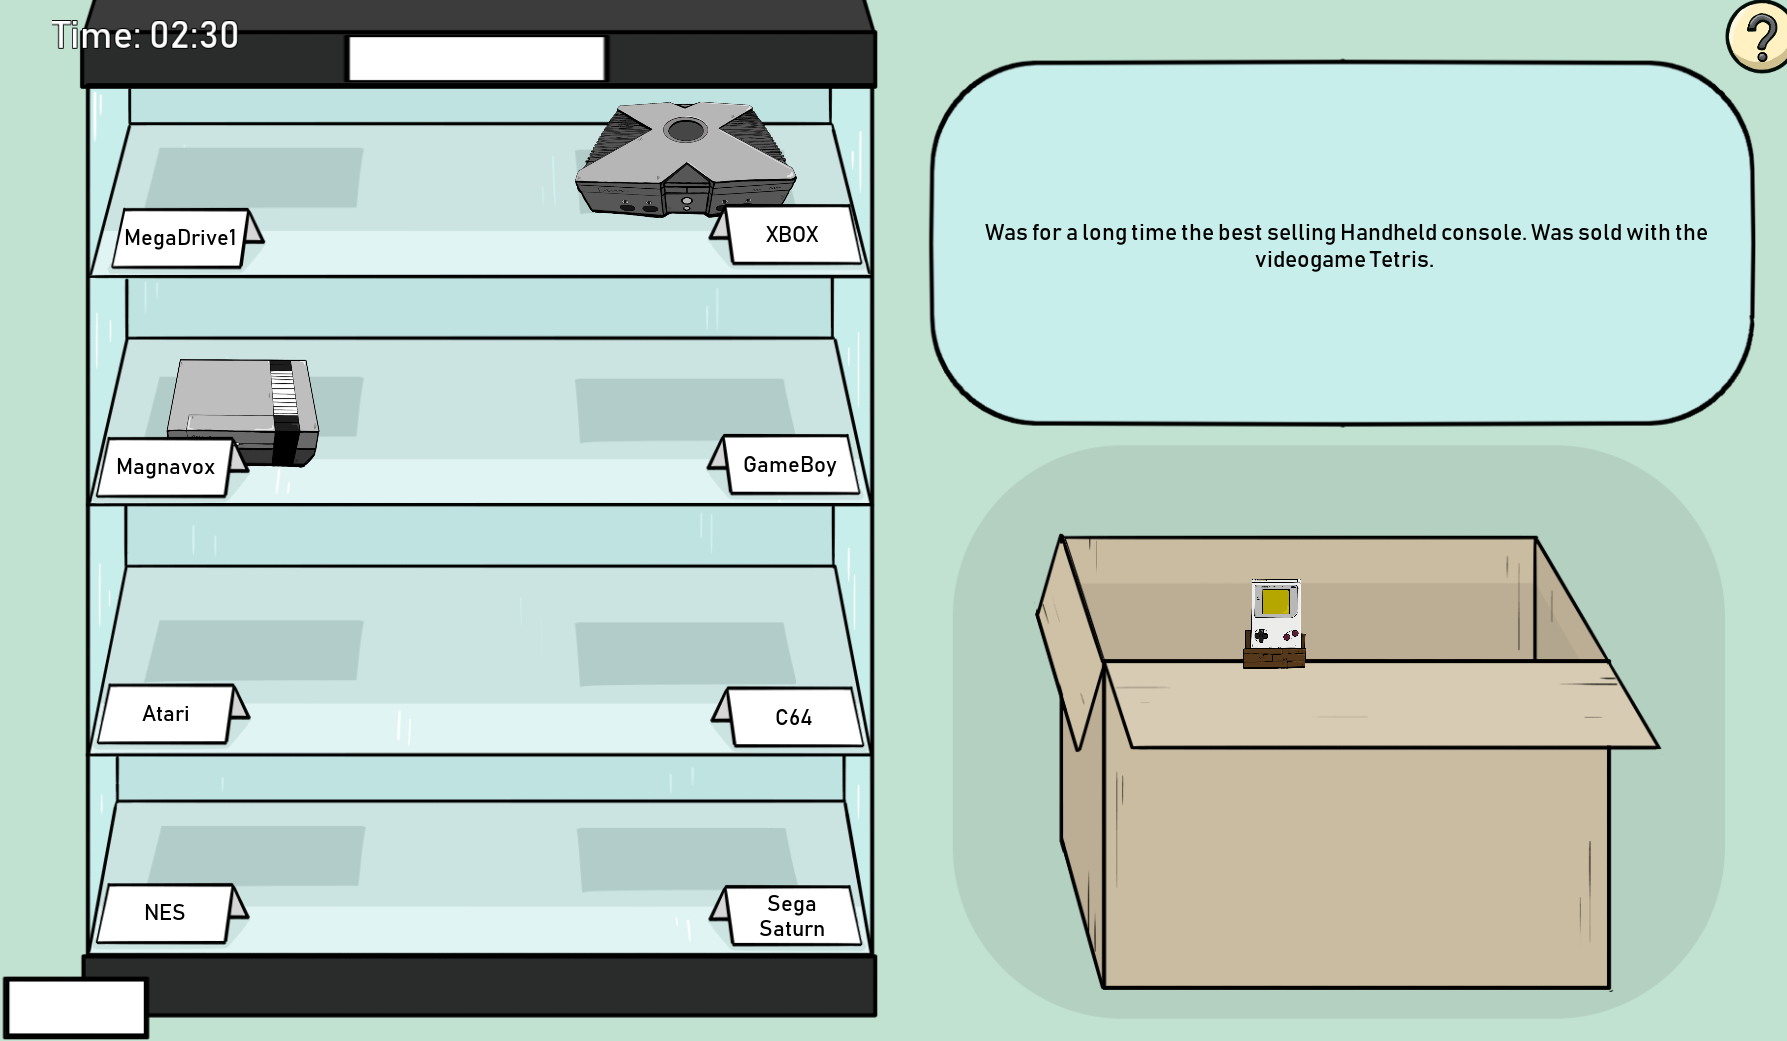 Time: 02:30
?
Was for a long time the best selling Handheld console. Was sold with the
videogame Tetris.
MegaDrive1
XBOX
Magnavox
GameBoy
Atari
C64
NES
Sega
Saturn